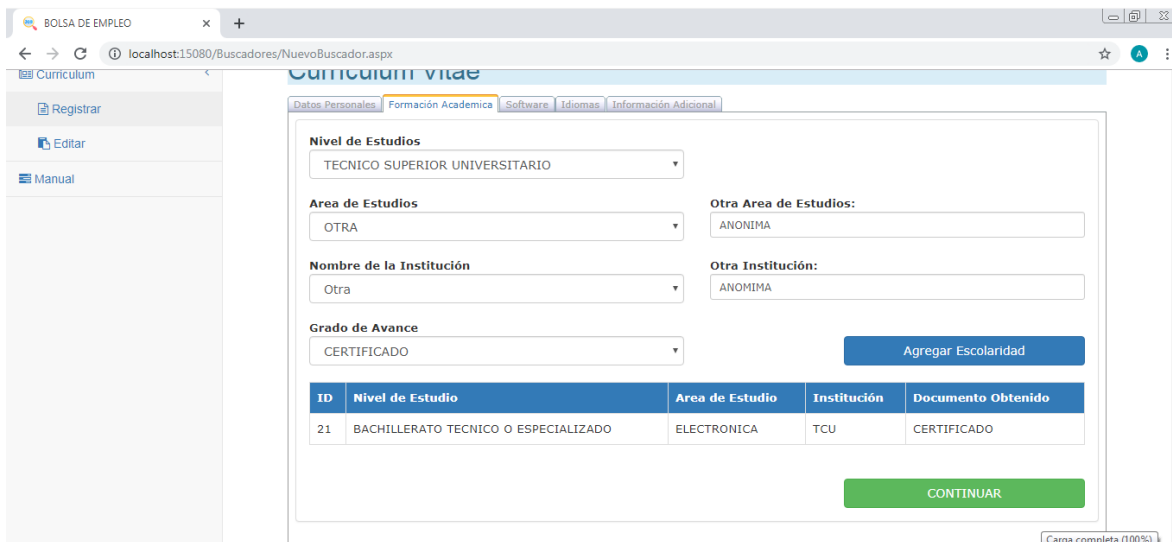 BOLSA DE EMPLEO
localhost:15080/Buscadores/NuevoBuscador.aspx
A
Curriculum
Registrar
Editar
Manual
Curriculum Vitae
Datos Personales Formación Academica Software Idiomas Información Adicional
Nivel de Estudios
TECNICO SUPERIOR UNIVERSITARIO
Area de Estudios Otra Area de Estudios:
OTRA ANONIMA
Nombre de la Institución Otra Institución:
Otra ANOMIMA
Grado de Avance
CERTIFICADO Agregar Escolaridad
ID Nivel de Estudio Area de Estudio Institución Documento Obtenido
21 BACHILLERATO TECNICO O ESPECIALIZADO ELECTRONICA TCU CERTIFICADO
CONTINUAR
Carga completa (100%)